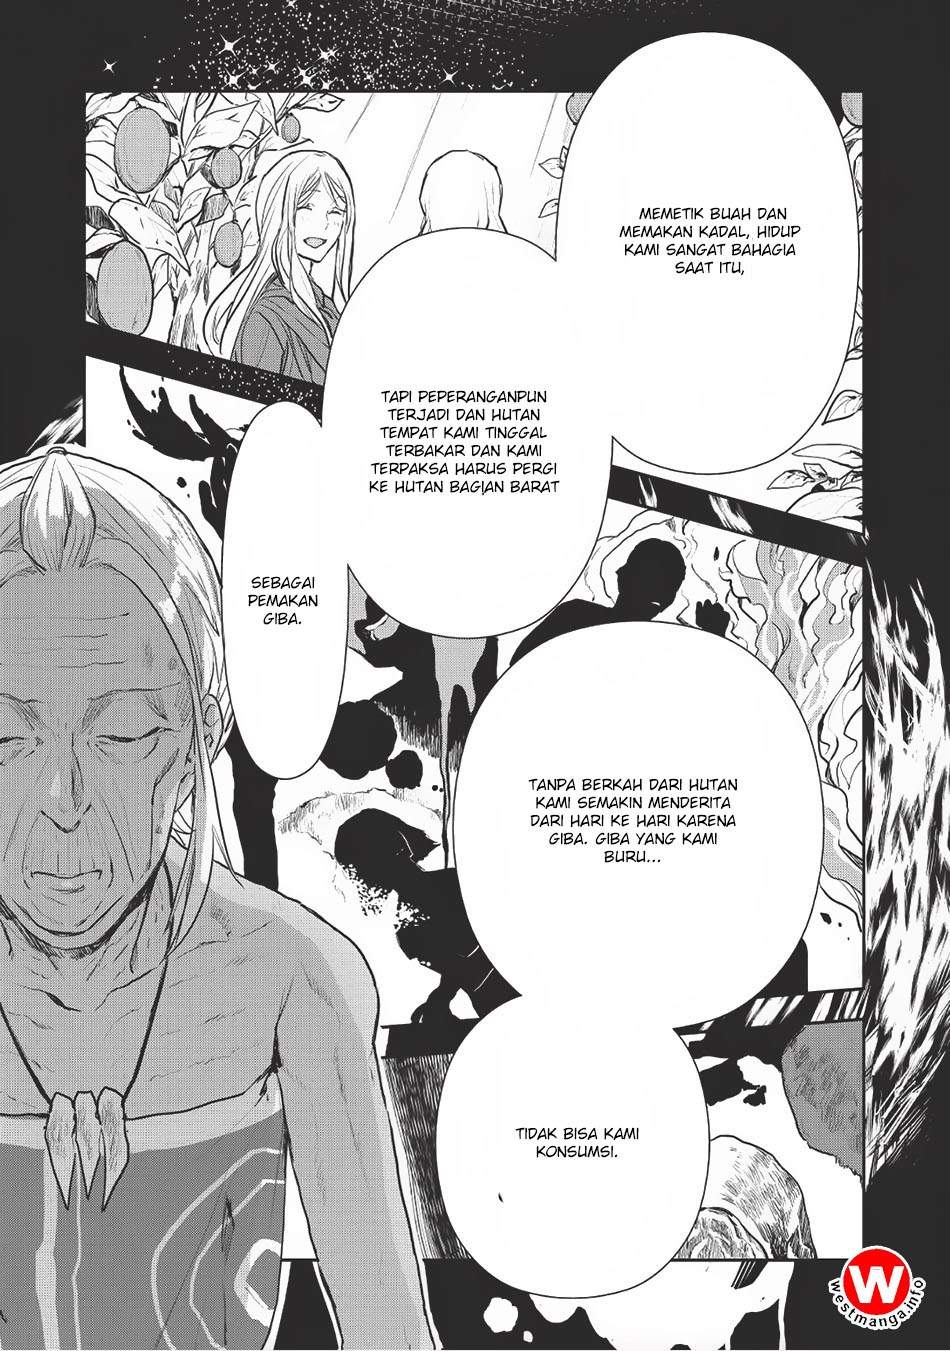 MEMETIK BUAH DAN
MEMAKAN KADAL, HIDUP
KAMI SANGAT BAHAGIA
SAAT ITU,
TAPI PEPERANGANPUN
TERJADI DAN HUTAN
TEMPAT KAMI TINGGAL
TERBAKAR DAN KAMI
TERPAKSA HARUS PERGI
KE HUTAN BAGIAN BARAT
SEBAGAI
PEMAKAN
GIBA.
TANPA BERKAH DARI HUTAN
KAMI SEMAKIN MENDERITA
DARI HARI KE HARI KARENA
GIBA. GIBA YANG KAMI
BURU...
TIDAK BISA KAMI
KONSUMSI.
W
westmanga.info